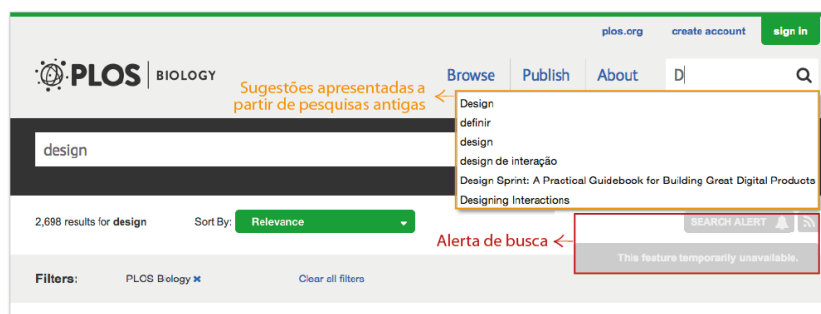 plos.org create account sign in
PLOS BIOLOGY
Browse Publish About D
Sugestões apresentadas a
partir de pesquisas antigas
Design
definir
design
design de interação
Design Sprint: A Practical Guidebook for Building Great Digital Products
Designing Interactions
design
2,698 results for design Sort By: Relevance
SEARCH ALERT
Alerta de busca
This feature temporarily unavailable.
Filters: PLOS Biology Clear all filters